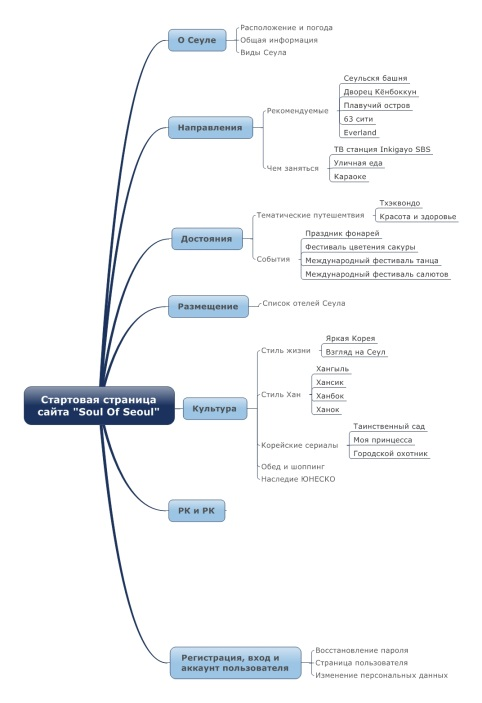 О Сеуле
Расположение и погода
Общая информация
Виды Сеула
Направления
Рекомендуемые
Сеульскя башня
Дворец Кёнбоккун
Плавучий остров
63 сити
Everland
Чем заняться
ТВ станция Inkigayo SBS
Уличная еда
Караоке
Достояния
Тематические путешемтвия
Тхэквондо
Красота и здоровье
События
Праздник фонарей
Фестиваль цветения сакуры
Международный фестиваль танца
Международный фестиваль салютов
Размещение
Список отелей Сеула
Стартовая страница
сайта "Soul Of Seoul"
Культура
Стиль жизни
Яркая Корея
Взгляд на Сеул
Стиль Хан
Хангыль
Хансик
Ханбок
Ханок
Корейские сериалы
Таинственный сад
Моя принцесса
Городской охотник
Обед и шоппинг
Наследие ЮНЕСКО
РК и РК
Регистрация, вход и
аккаунт пользователя
Восстановление пароля
Страница пользователя
Изменение персональных данных